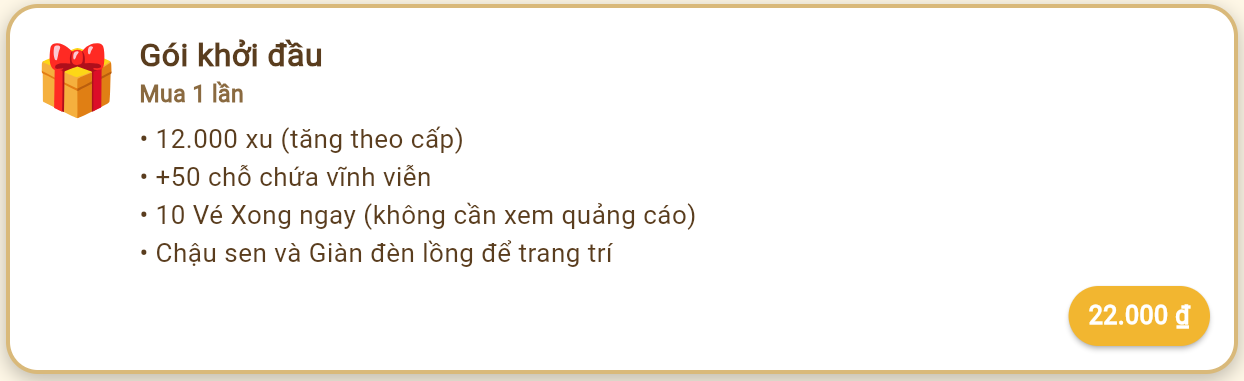 Gói khởi đầu
Mua 1 lần
• 12.000 xu (tăng theo cấp)
• +50 chỗ chứa vĩnh viễn
• 10 Vé Xong ngay (không cần xem quảng cáo)
• Chậu sen và Giàn đèn lồng để trang trí
22.000 ₫